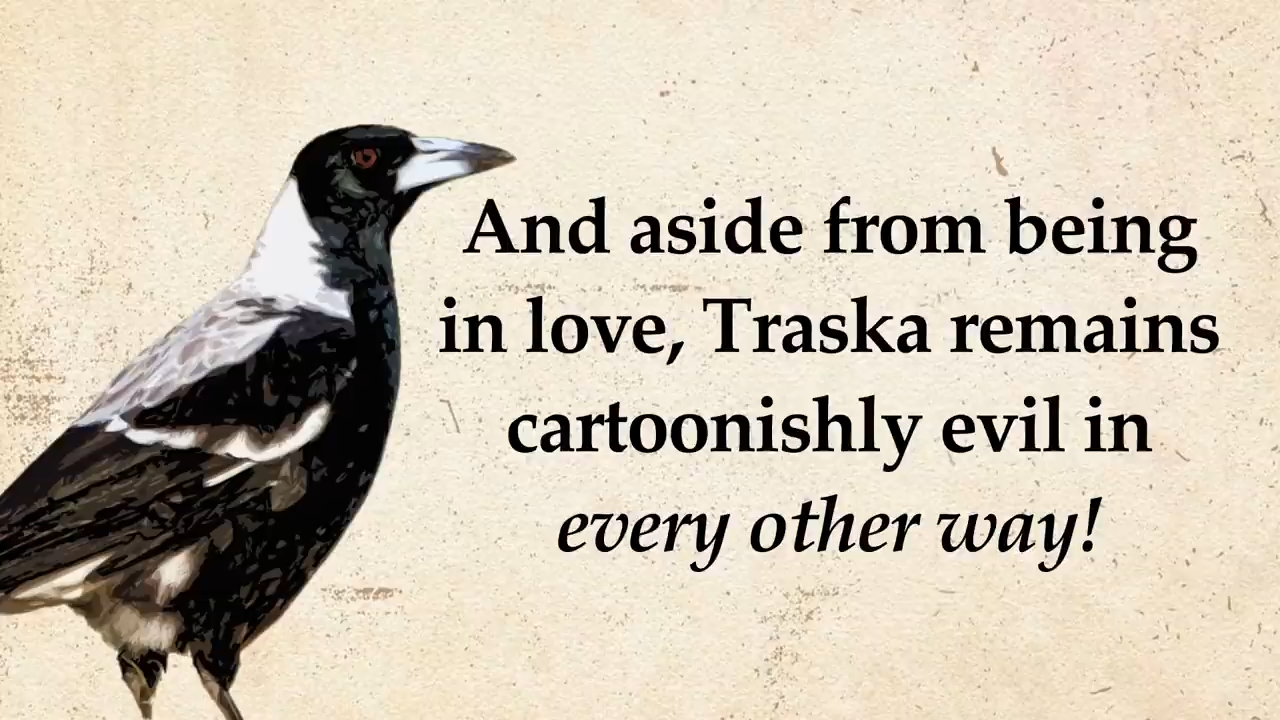 And aside from being
in love, Traska remains
cartoonishly evil in
every other way!